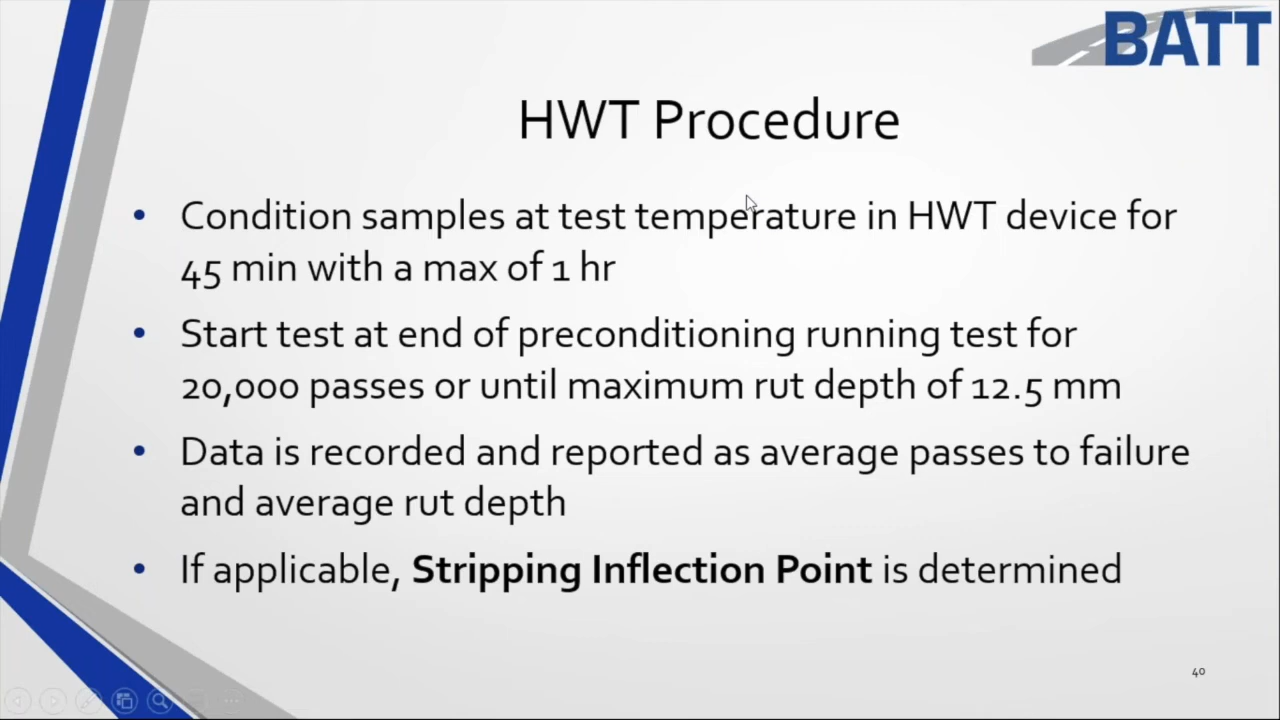 BATT
HWT Procedure
• Condition samples at test temperature in HWT device for
45 min with a max of 1 hr
• Start test at end of preconditioning running test for
20,000 passes or until maximum rut depth of 12.5 mm
• Data is recorded and reported as average passes to failure
and average rut depth
• If applicable, Stripping Inflection Point is determined
40